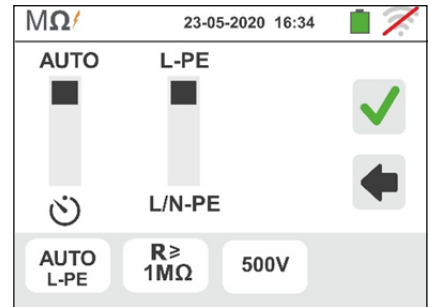 MΩ 23-05-2020 16:34
AUTO L-PE
L/N-PE
AUTO L-PE
R≥ 1MΩ
500V